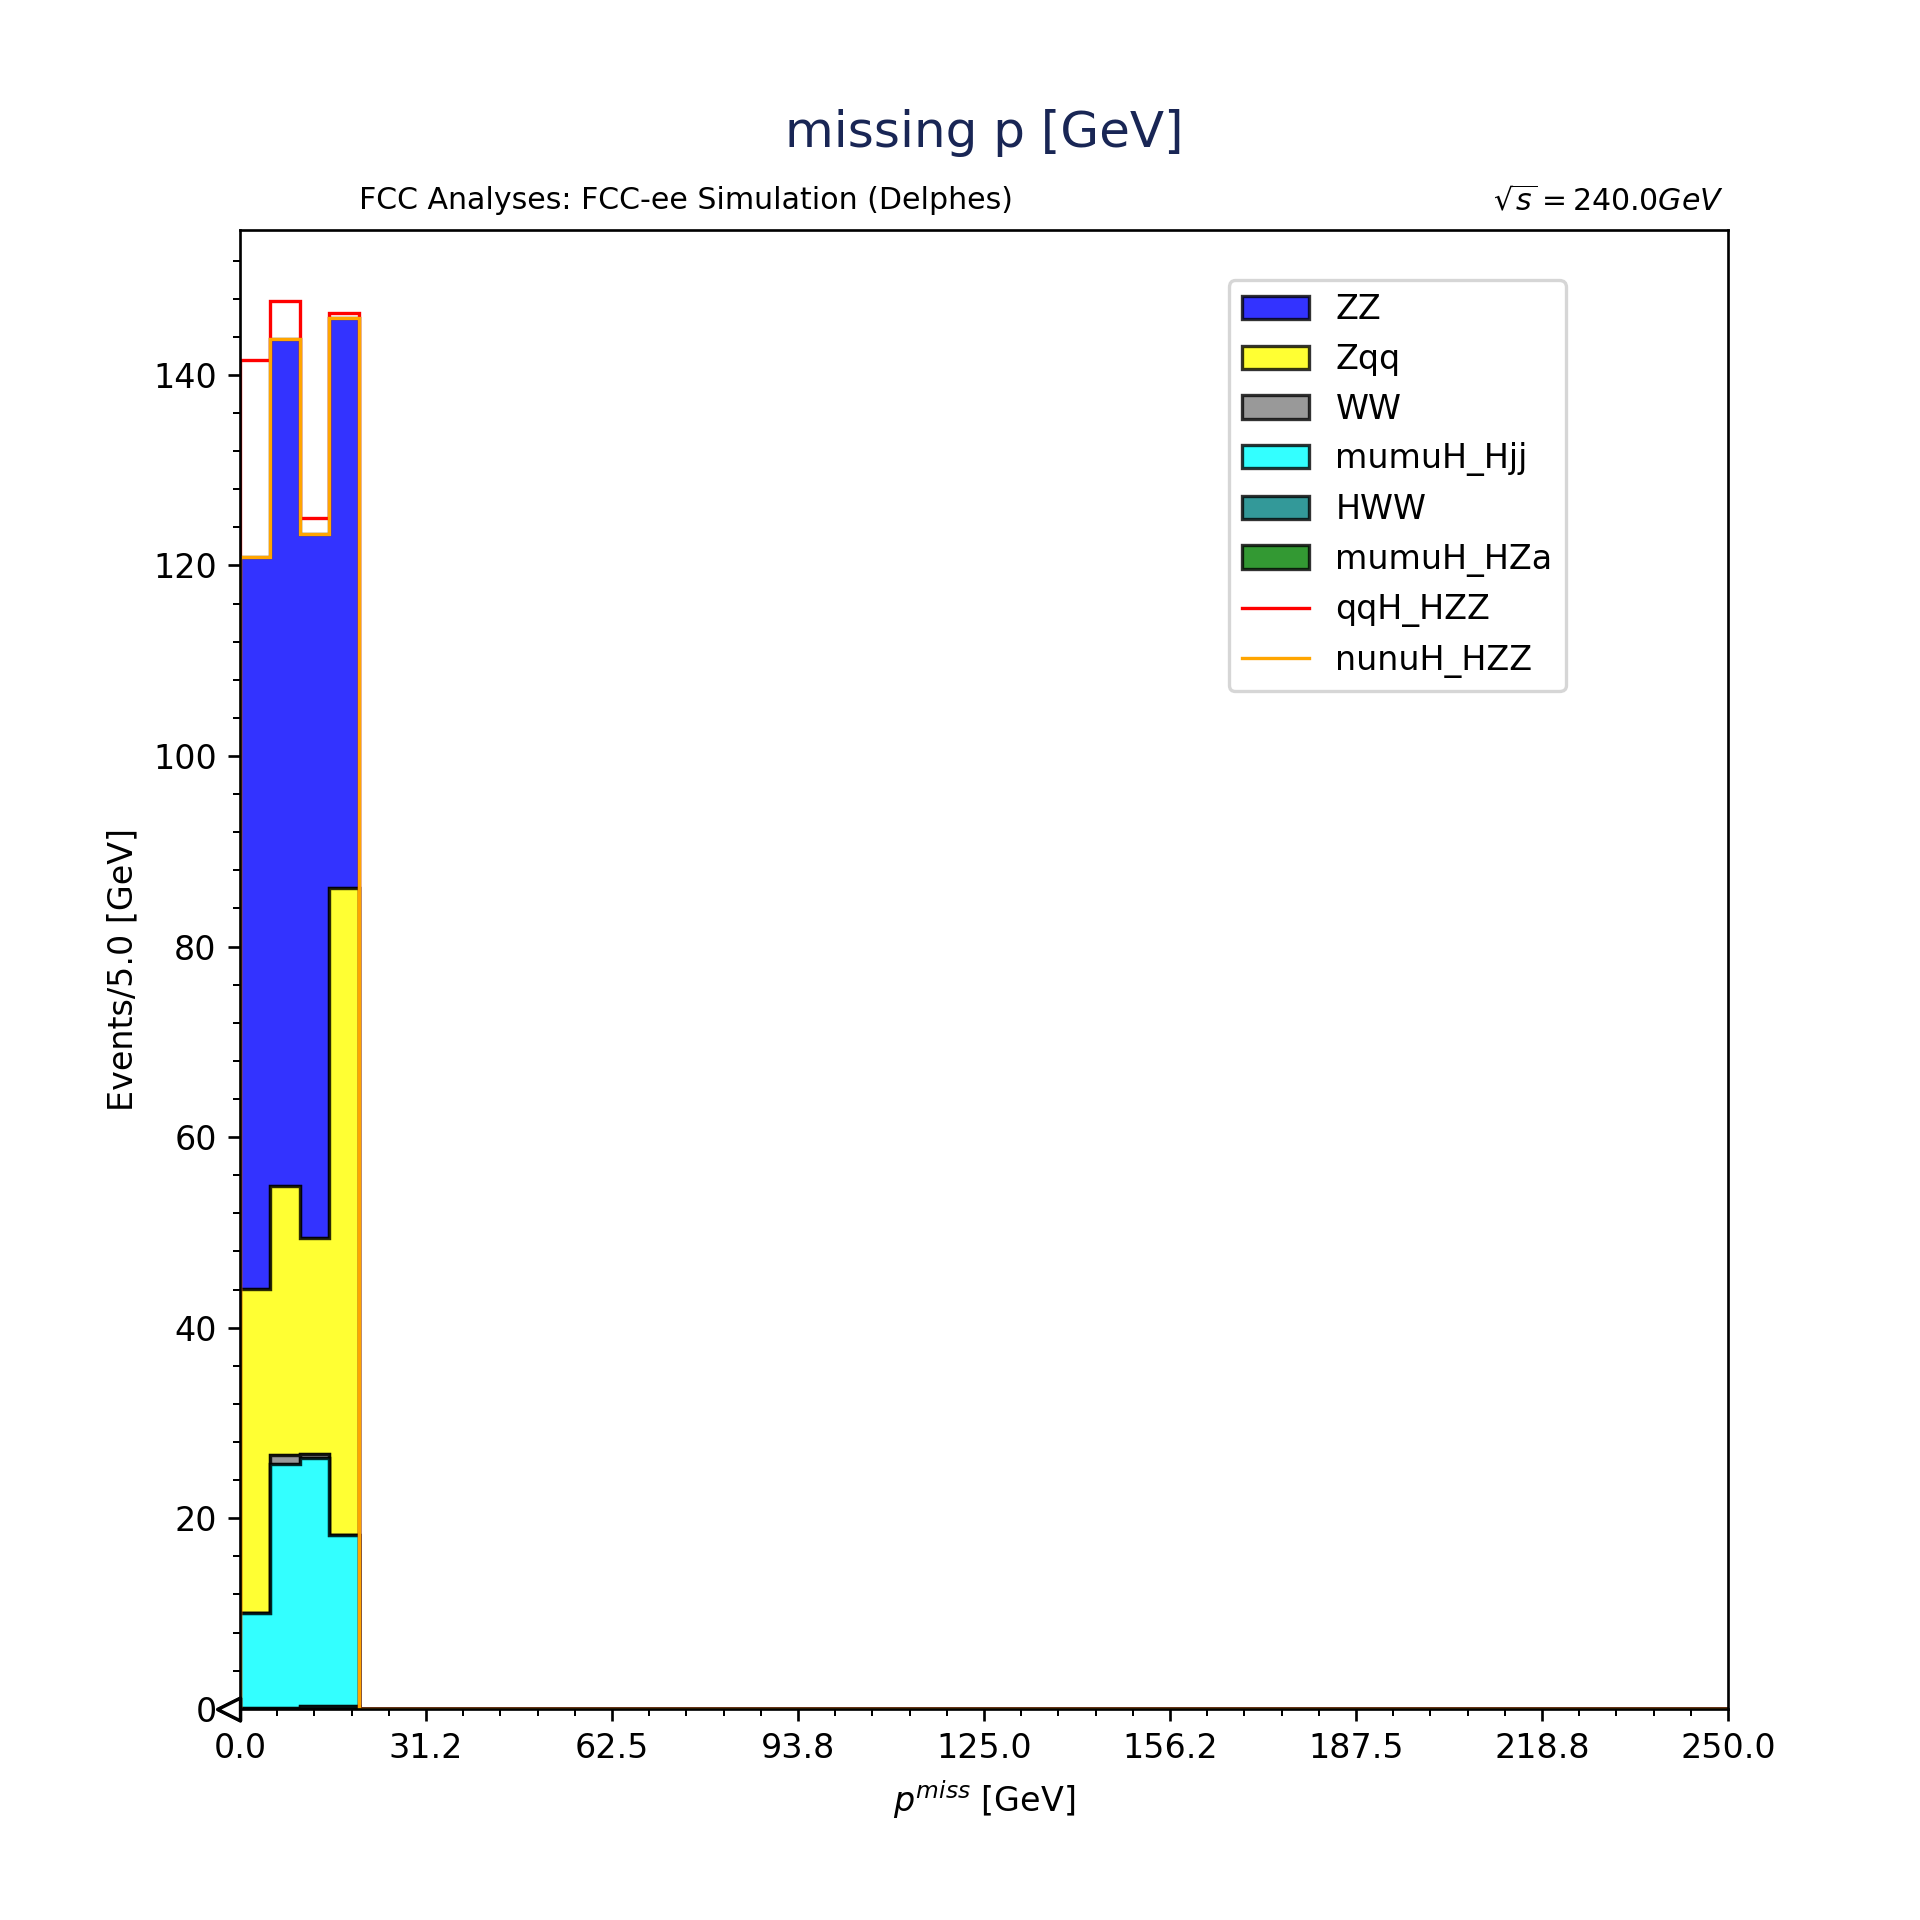 missing p [GeV]
FCC Analyses: FCC-ee Simulation (Delphes)
√s = 240.0GeV
ZZ
Zqq
WW
mumuH_Hjj
HWW
mumuH_HZa
qqH_HZZ
nunuH_HZZ
Events/5.0 [GeV]
140
120
100
80
60
40
20
0
0.0 31.2 62.5 93.8 125.0 156.2 187.5 218.8 250.0
p^miss [GeV]